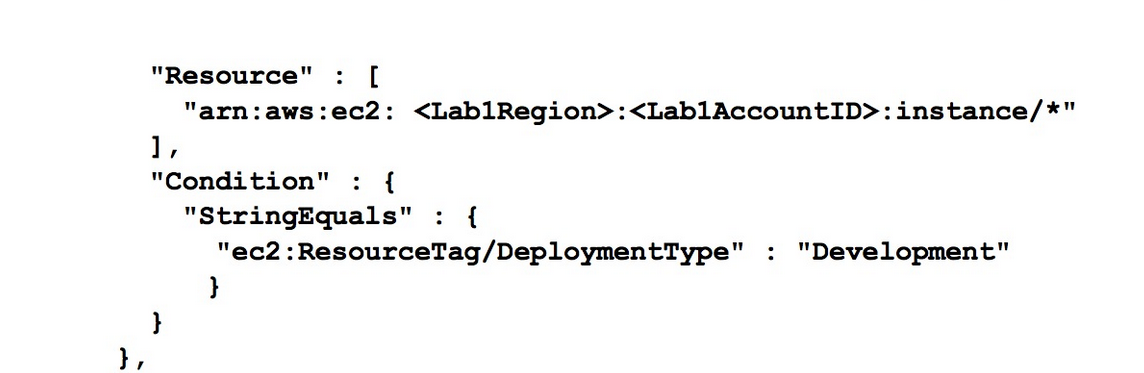 "Resource" : [
"arn:aws:ec2: <Lab1Region>:<Lab1AccountID>:instance/*"
],
"Condition" : {
"StringEquals" : {
"ec2:ResourceTag/DeploymentType" : "Development"
}
}
},